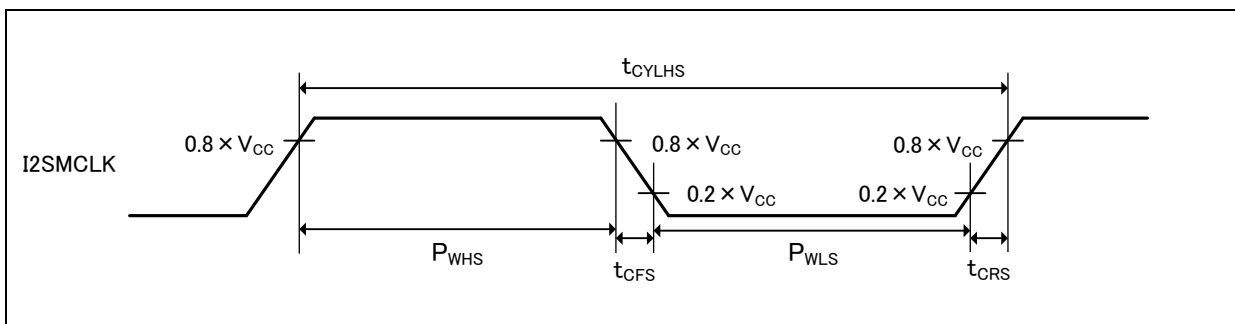 tCYLHS
0.8 × VCC
0.8 × VCC
0.8 × VCC
I2SMCLK
0.2 × VCC
0.2 × VCC
PWHS
PWLS
tCFS
tCRS